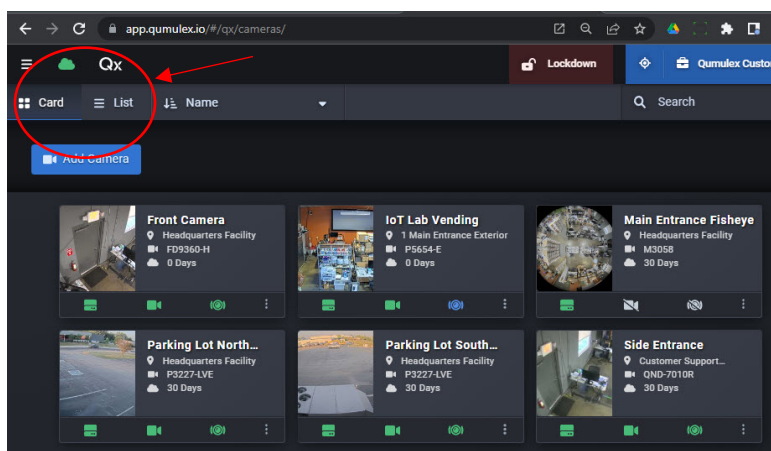 app.qumulex.io/#/qx/cameras/
Qx
Lockdown
Qumulex Custo
Card
List
Name
Search
Add Camera
Front Camera
Headquarters Facility
FD9360-H
0 Days
IoT Lab Vending
1 Main Entrance Exterior
P5654-E
0 Days
Main Entrance Fisheye
Headquarters Facility
M3058
30 Days
Parking Lot North...
Headquarters Facility
P3227-LVE
30 Days
Parking Lot South...
Headquarters Facility
P3227-LVE
30 Days
Side Entrance
Customer Support...
QND-7010R
30 Days